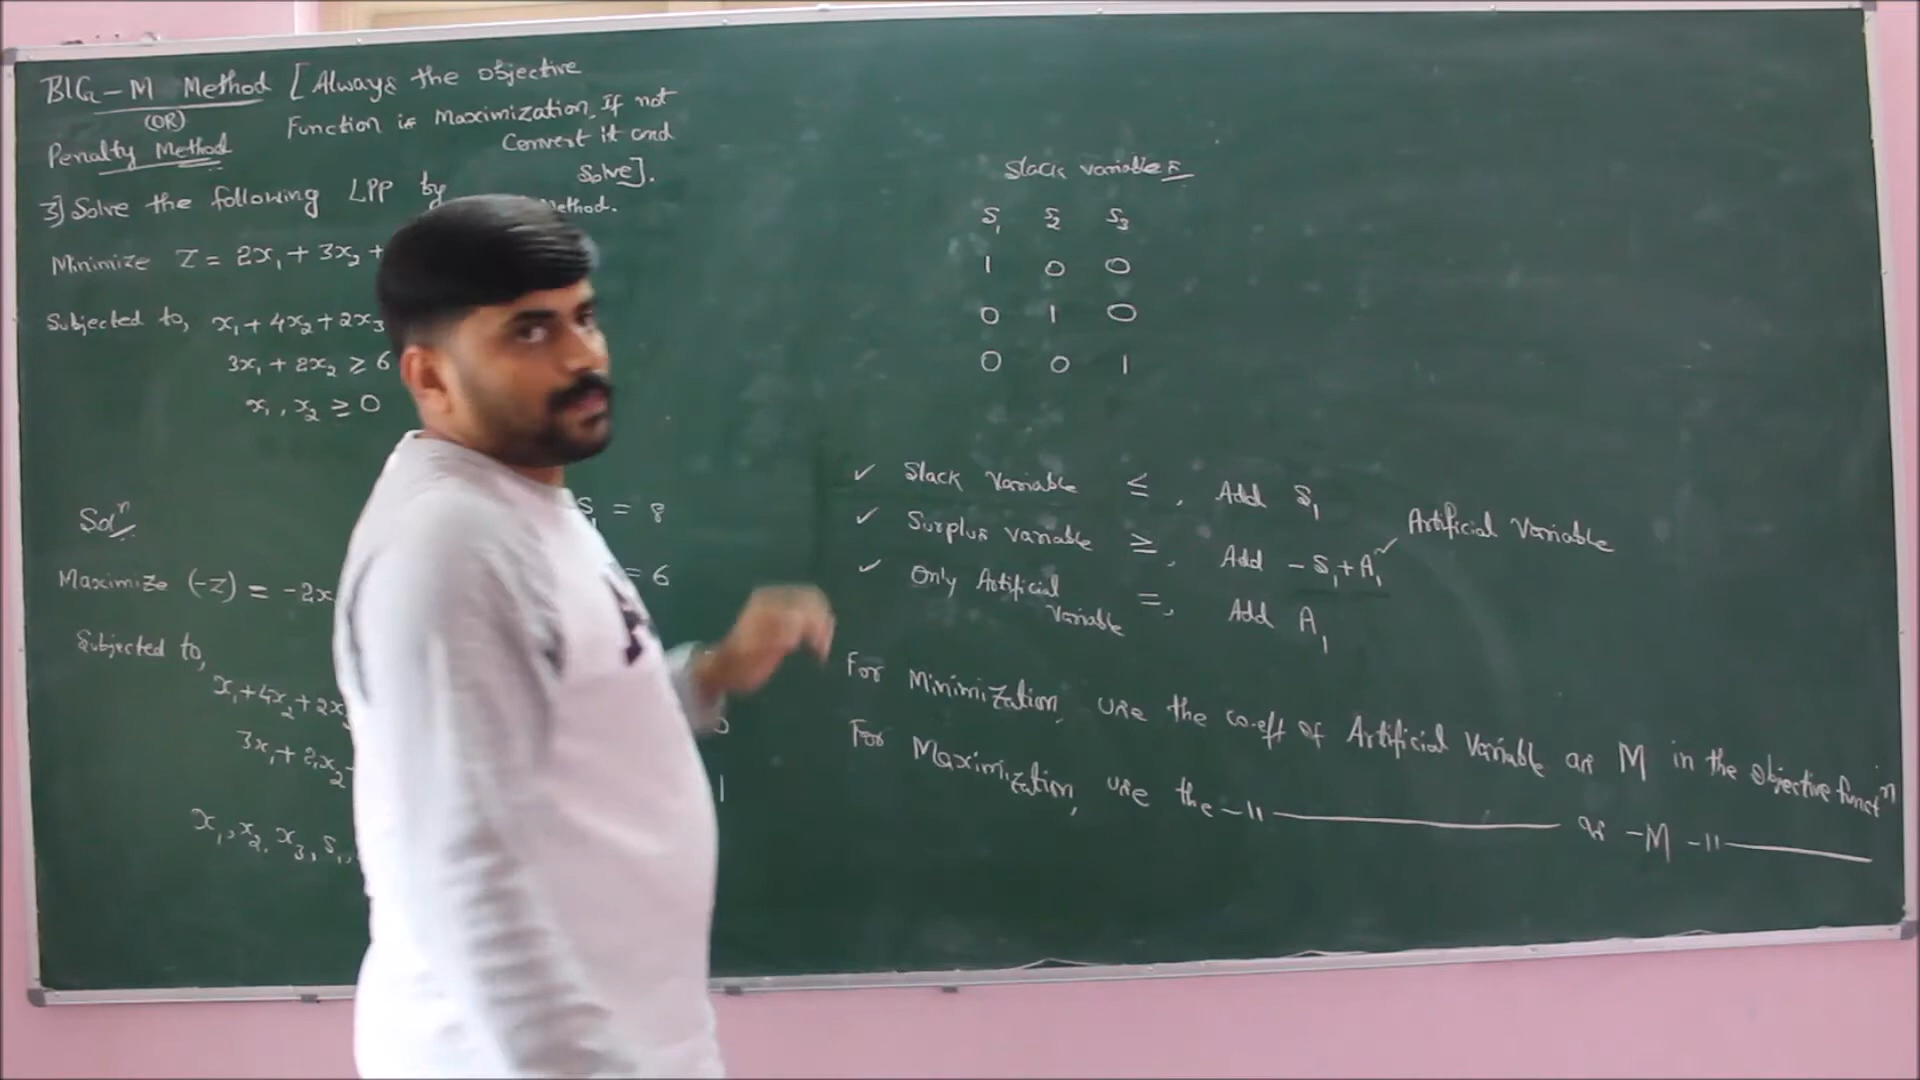 BIG-M Method [Always the objective
(OR) Function is Maximization, If not
Penalty Method Convert it and
Solve].
3] Solve the following LPP by Method.
Minimize Z = 2x₁ + 3x₂ +
Subjected to, x₁ + 4x₂ + 2x₃
3x₁ + 2x₂ ≥ 6
x₁, x₂ ≥ 0
Solⁿ
= 8
= 6
Maximize (-Z) = -2x
Subjected to,
x₁ + 4x₂ + 2x₃
3x₁ + 2x₂ -
x₁, x₂, x₃, s₁,
1
Slack variables
S₁ S₂ S₃
1 0 0
0 1 0
0 0 1
✓ Slack Variable ≤, Add S₁
✓ Surplus variable ≥, Add -S₁+A₁ Artificial Variable
✓ Only Artificial Variable =, Add A₁
For Minimization, use the co-eff of Artificial Variable as M in the objective functⁿ
For Maximization, use the -11- as -M -11-